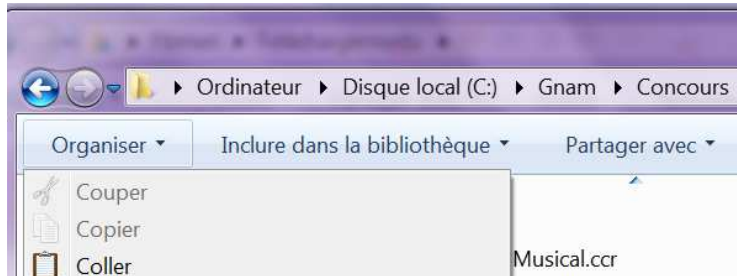 Ordinateur Disque local (C:) Gnam Concours
Organiser Inclure dans la bibliothèque Partager avec
Couper
Copier
Coller
Musical.ccr